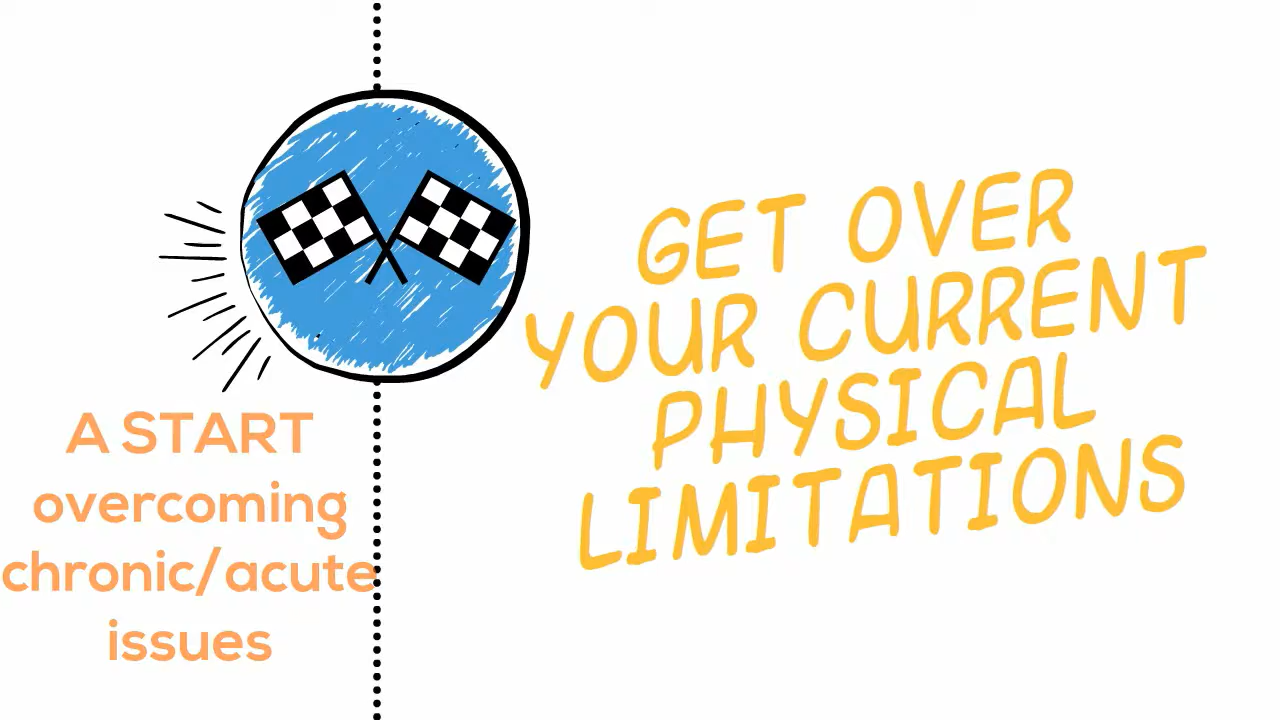 A START
overcoming
chronic/acute
issues
GET OVER
YOUR CURRENT
PHYSICAL
LIMITATIONS